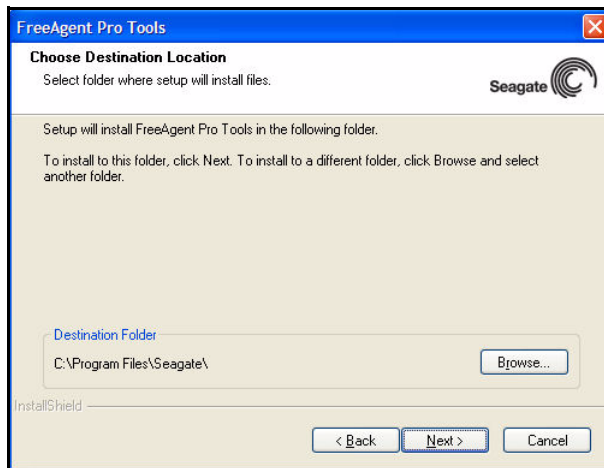 FreeAgent Pro Tools
Choose Destination Location
Select folder where setup will install files.
Seagate
Setup will install FreeAgent Pro Tools in the following folder.
To install to this folder, click Next. To install to a different folder, click Browse and select
another folder.
Destination Folder
C:\Program Files\Seagate\
Browse...
InstallShield
< Back
Next >
Cancel